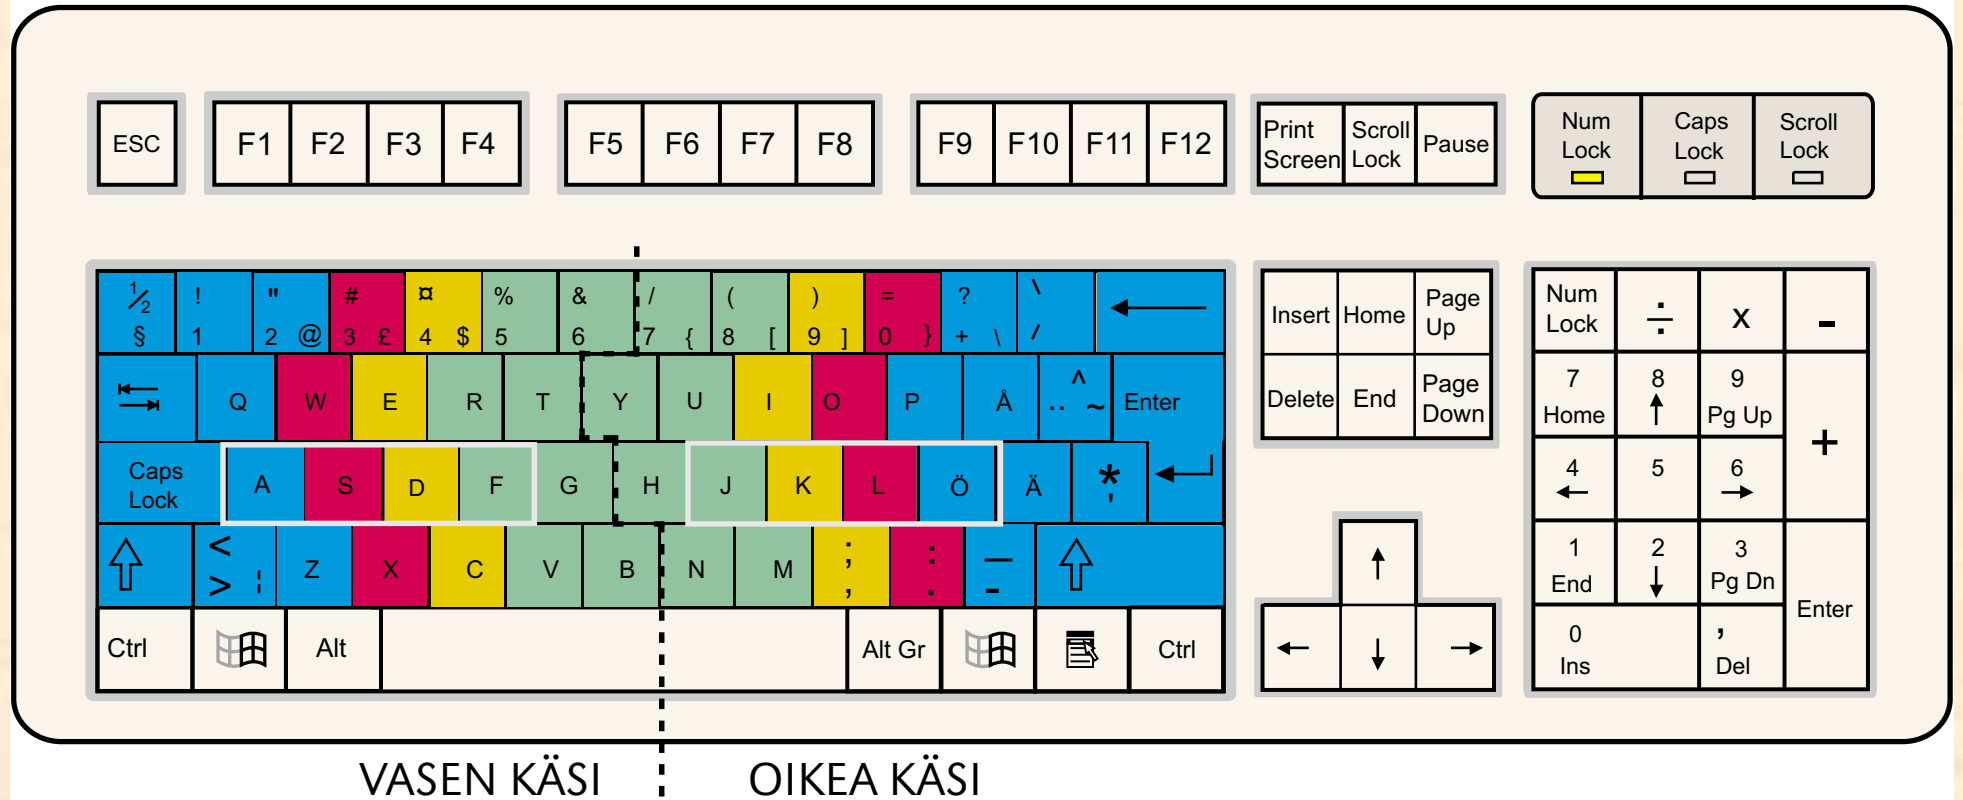 ESC F1 F2 F3 F4 F5 F6 F7 F8 F9 F10 F11 F12
Print Screen
Scroll Lock
Pause
Num Lock
Caps Lock
Scroll Lock
½ §
! 1
" 2 @
# 3 £
¤ 4 $
% 5
& 6
/ 7 {
( 8 [
) 9 ]
= 0 }
? + \
` ´
Insert Home Page Up
Num Lock ÷ x -
Q W E R T Y U I O P Å ^ ¨ ~ Enter
Delete End Page Down
7 Home
8 ↑
9 Pg Up
+
Caps Lock
A S D F G H J K L Ö Ä * '
4 ←
5
6 →
< > ¦
Z X C V B N M
; ,
: .
_ -
↑
1 End
2 ↓
3 Pg Dn
Enter
Ctrl Alt Alt Gr Ctrl
← ↓ →
0 Ins
, Del
VASEN KÄSI OIKEA KÄSI